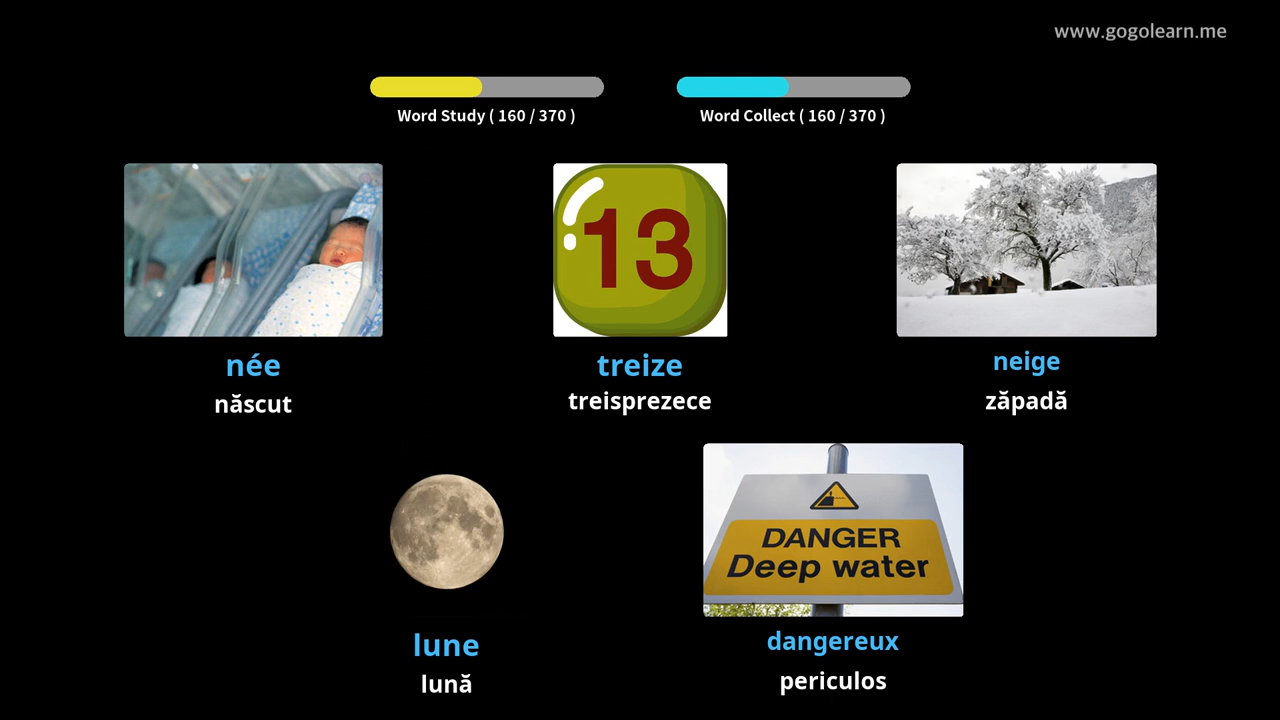 www.gogolearn.me
Word Study ( 160 / 370 )
Word Collect ( 160 / 370 )
13
née
născut
treize
treisprezece
neige
zăpadă
DANGER
Deep water
lune
lună
dangereux
periculos